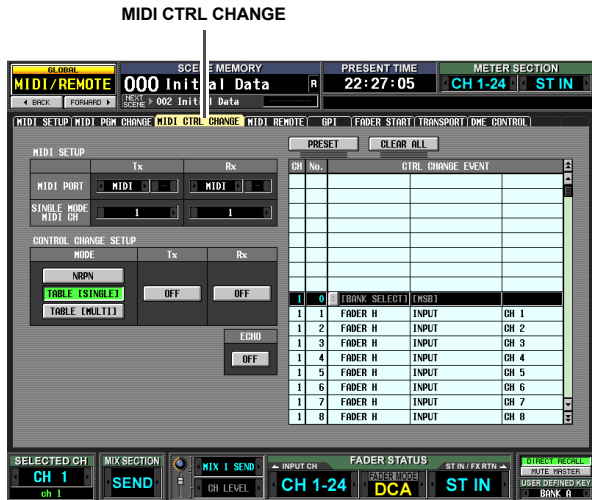 MIDI CTRL CHANGE
GLOBAL
MIDI/REMOTE
BACK FORWARD
SCENE MEMORY
000 Initial Data R
NEXT SCENE 002 Initial Data
PRESENT TIME
22:27:05
METER SECTION
CH 1-24 ST IN
MIDI SETUP MIDI PGM CHANGE MIDI CTRL CHANGE MIDI REMOTE GPI FADER START TRANSPORT DME CONTROL
PRESET CLEAR ALL
MIDI SETUP
Tx Rx
MIDI PORT MIDI - MIDI -
SINGLE MODE MIDI CH 1 1
CONTROL CHANGE SETUP
MODE Tx Rx
NRPN
TABLE [SINGLE] OFF OFF
TABLE [MULTI]
ECHO
OFF
CH No. CTRL CHANGE EVENT
1 0 [BANK SELECT] [MSB]
1 1 FADER H INPUT CH 1
1 2 FADER H INPUT CH 2
1 3 FADER H INPUT CH 3
1 4 FADER H INPUT CH 4
1 5 FADER H INPUT CH 5
1 6 FADER H INPUT CH 6
1 7 FADER H INPUT CH 7
1 8 FADER H INPUT CH 8
SELECTED CH
CH 1
ch 1
MIX SECTION
SEND
MIX 1 SEND
CH LEVEL
FADER STATUS
INPUT CH
CH 1-24
FADER MODE
DCA
ST IN / FX RTN
ST IN
DIRECT RECALL
MUTE MASTER
USER DEFINED KEY
BANK A